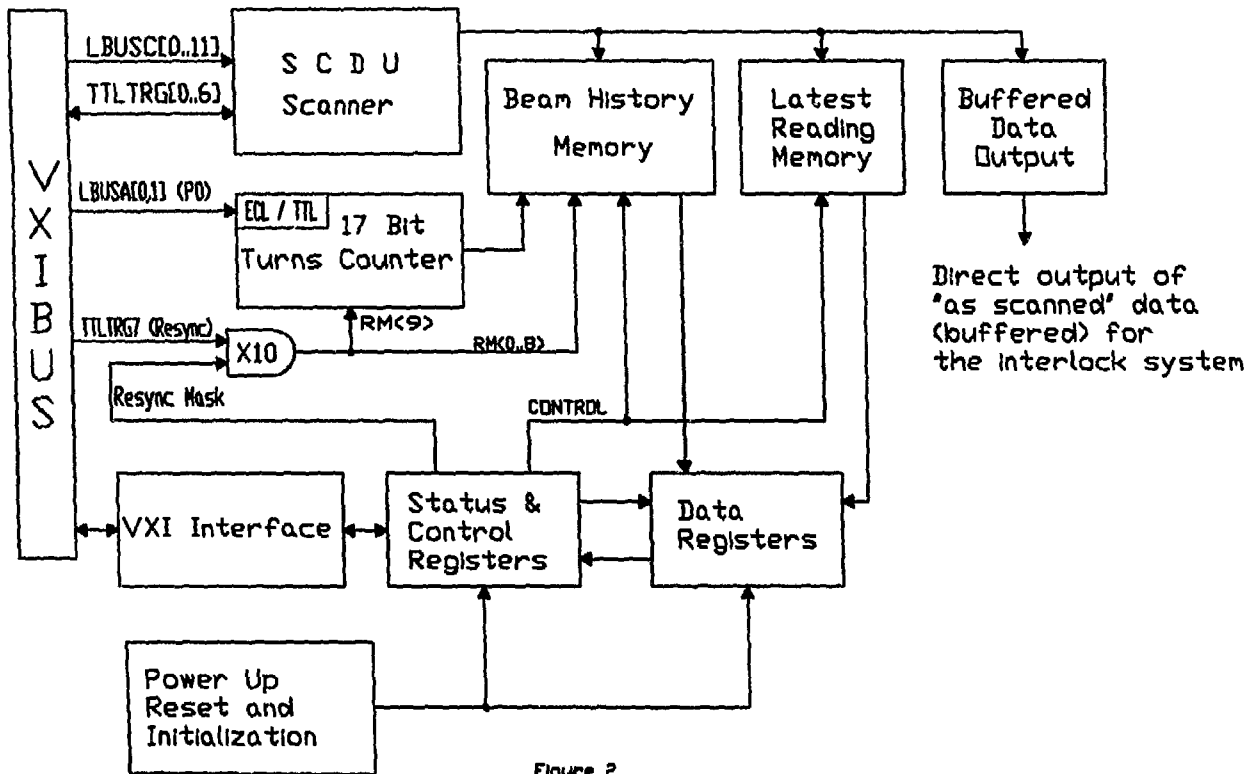 VXIBUS
LBUSC[0..11]
TTLTRG[0..6]
SCDU
Scanner
Beam History
Memory
Latest
Reading
Memory
Buffered
Data
Output
LBUSA[0,1] (P0)
ECL / TTL
17 Bit
Turns Counter
Direct output of
"as scanned" data
(buffered) for
the interlock system
TTLTRG7 (Resync)
X10
RM(9)
RM(0..8)
Resync Mask
CONTROL
VXI Interface
Status &
Control
Registers
Data
Registers
Power Up
Reset and
Initialization
Figure 2